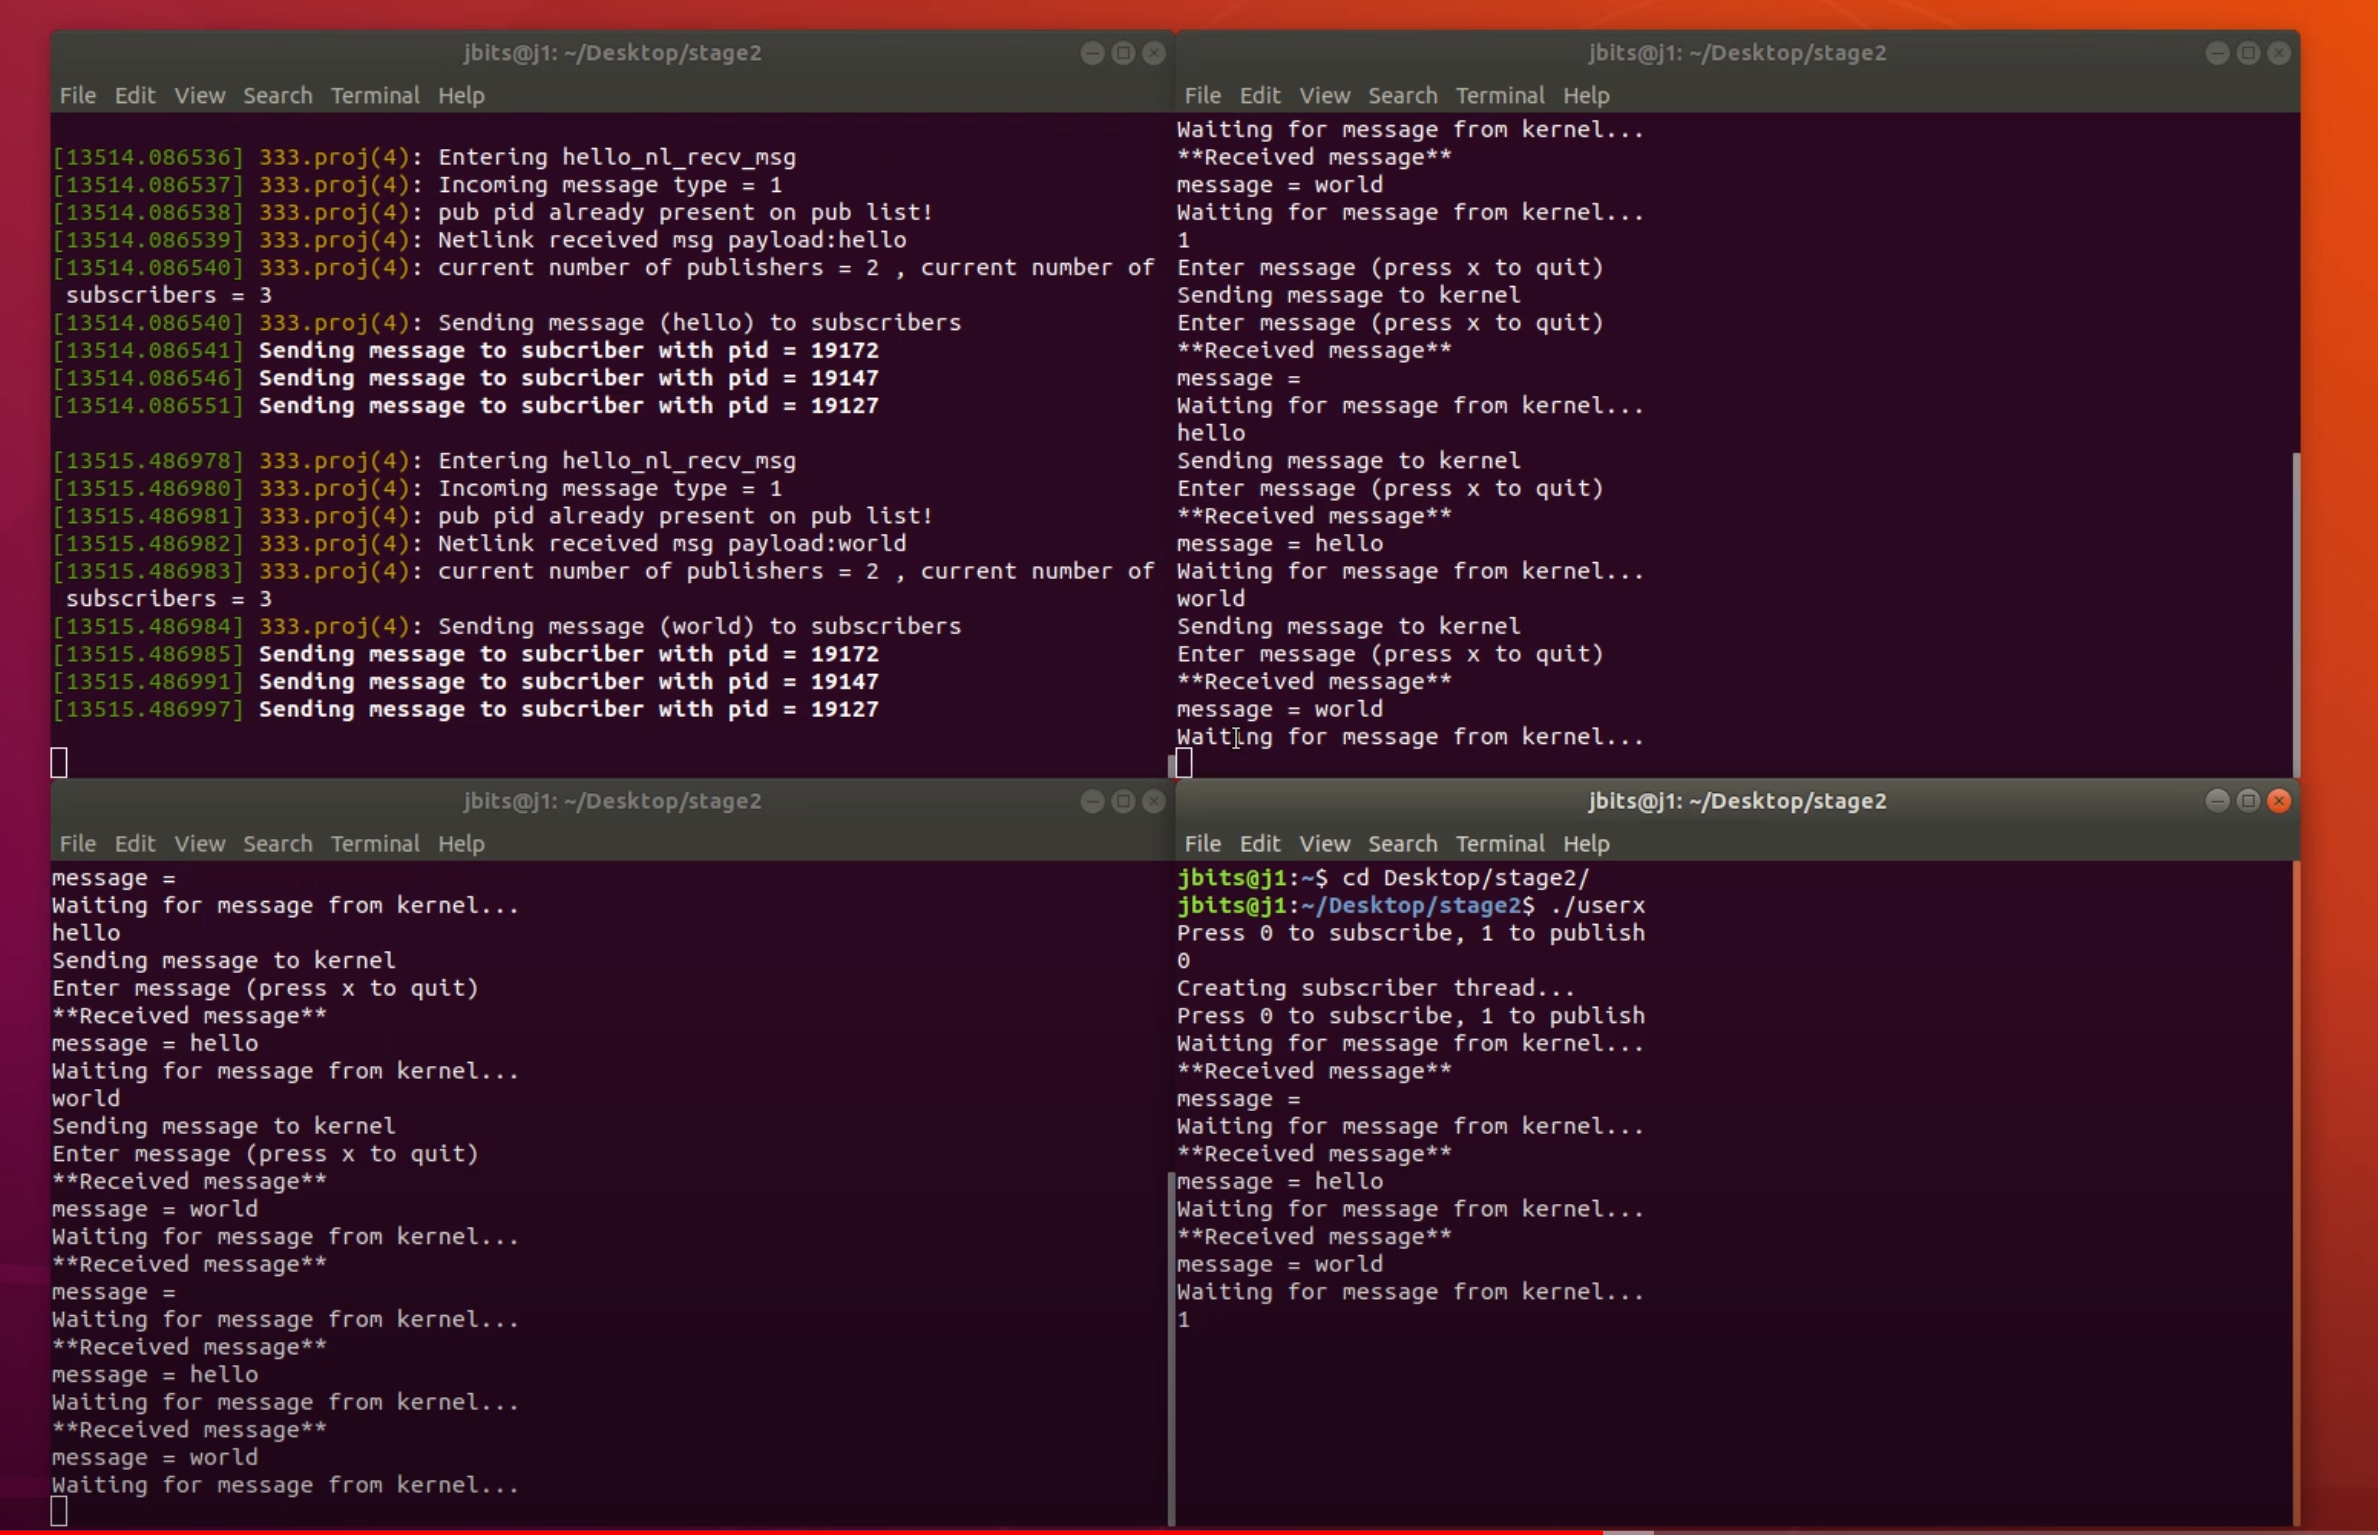 jbits@j1: ~/Desktop/stage2
File Edit View Search Terminal Help
[13514.086536] 333.proj(4): Entering hello_nl_recv_msg
[13514.086537] 333.proj(4): Incoming message type = 1
[13514.086538] 333.proj(4): pub pid already present on pub list!
[13514.086539] 333.proj(4): Netlink received msg payload:hello
[13514.086540] 333.proj(4): current number of publishers = 2 , current number of
subscribers = 3
[13514.086540] 333.proj(4): Sending message (hello) to subscribers
[13514.086541] Sending message to subcriber with pid = 19172
[13514.086546] Sending message to subcriber with pid = 19147
[13514.086551] Sending message to subcriber with pid = 19127
[13515.486978] 333.proj(4): Entering hello_nl_recv_msg
[13515.486980] 333.proj(4): Incoming message type = 1
[13515.486981] 333.proj(4): pub pid already present on pub list!
[13515.486982] 333.proj(4): Netlink received msg payload:world
[13515.486983] 333.proj(4): current number of publishers = 2 , current number of
subscribers = 3
[13515.486984] 333.proj(4): Sending message (world) to subscribers
[13515.486985] Sending message to subcriber with pid = 19172
[13515.486991] Sending message to subcriber with pid = 19147
[13515.486997] Sending message to subcriber with pid = 19127
jbits@j1: ~/Desktop/stage2
File Edit View Search Terminal Help
Waiting for message from kernel...
**Received message**
message = world
Waiting for message from kernel...
1
Enter message (press x to quit)
Sending message to kernel
Enter message (press x to quit)
**Received message**
message =
Waiting for message from kernel...
hello
Sending message to kernel
Enter message (press x to quit)
**Received message**
message = hello
Waiting for message from kernel...
world
Sending message to kernel
Enter message (press x to quit)
**Received message**
message = world
Waiting for message from kernel...
jbits@j1: ~/Desktop/stage2
File Edit View Search Terminal Help
message =
Waiting for message from kernel...
hello
Sending message to kernel
Enter message (press x to quit)
**Received message**
message = hello
Waiting for message from kernel...
world
Sending message to kernel
Enter message (press x to quit)
**Received message**
message = world
Waiting for message from kernel...
**Received message**
message =
Waiting for message from kernel...
**Received message**
message = hello
Waiting for message from kernel...
**Received message**
message = world
Waiting for message from kernel...
jbits@j1: ~/Desktop/stage2
File Edit View Search Terminal Help
jbits@j1:~$ cd Desktop/stage2/
jbits@j1:~/Desktop/stage2$ ./userx
Press 0 to subscribe, 1 to publish
0
Creating subscriber thread...
Press 0 to subscribe, 1 to publish
Waiting for message from kernel...
**Received message**
message =
Waiting for message from kernel...
**Received message**
message = hello
Waiting for message from kernel...
**Received message**
message = world
Waiting for message from kernel...
1